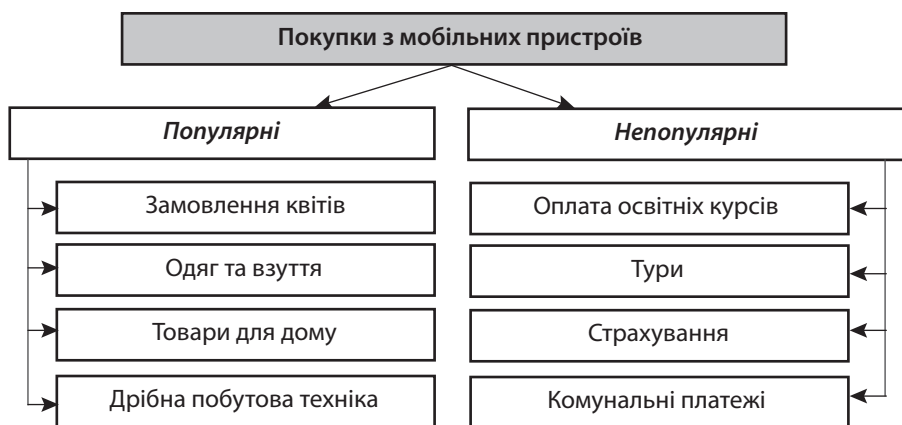 Покупки з мобільних пристроїв
Популярні
Замовлення квітів
Одяг та взуття
Товари для дому
Дрібна побутова техніка
Непопулярні
Оплата освітніх курсів
Тури
Страхування
Комунальні платежі